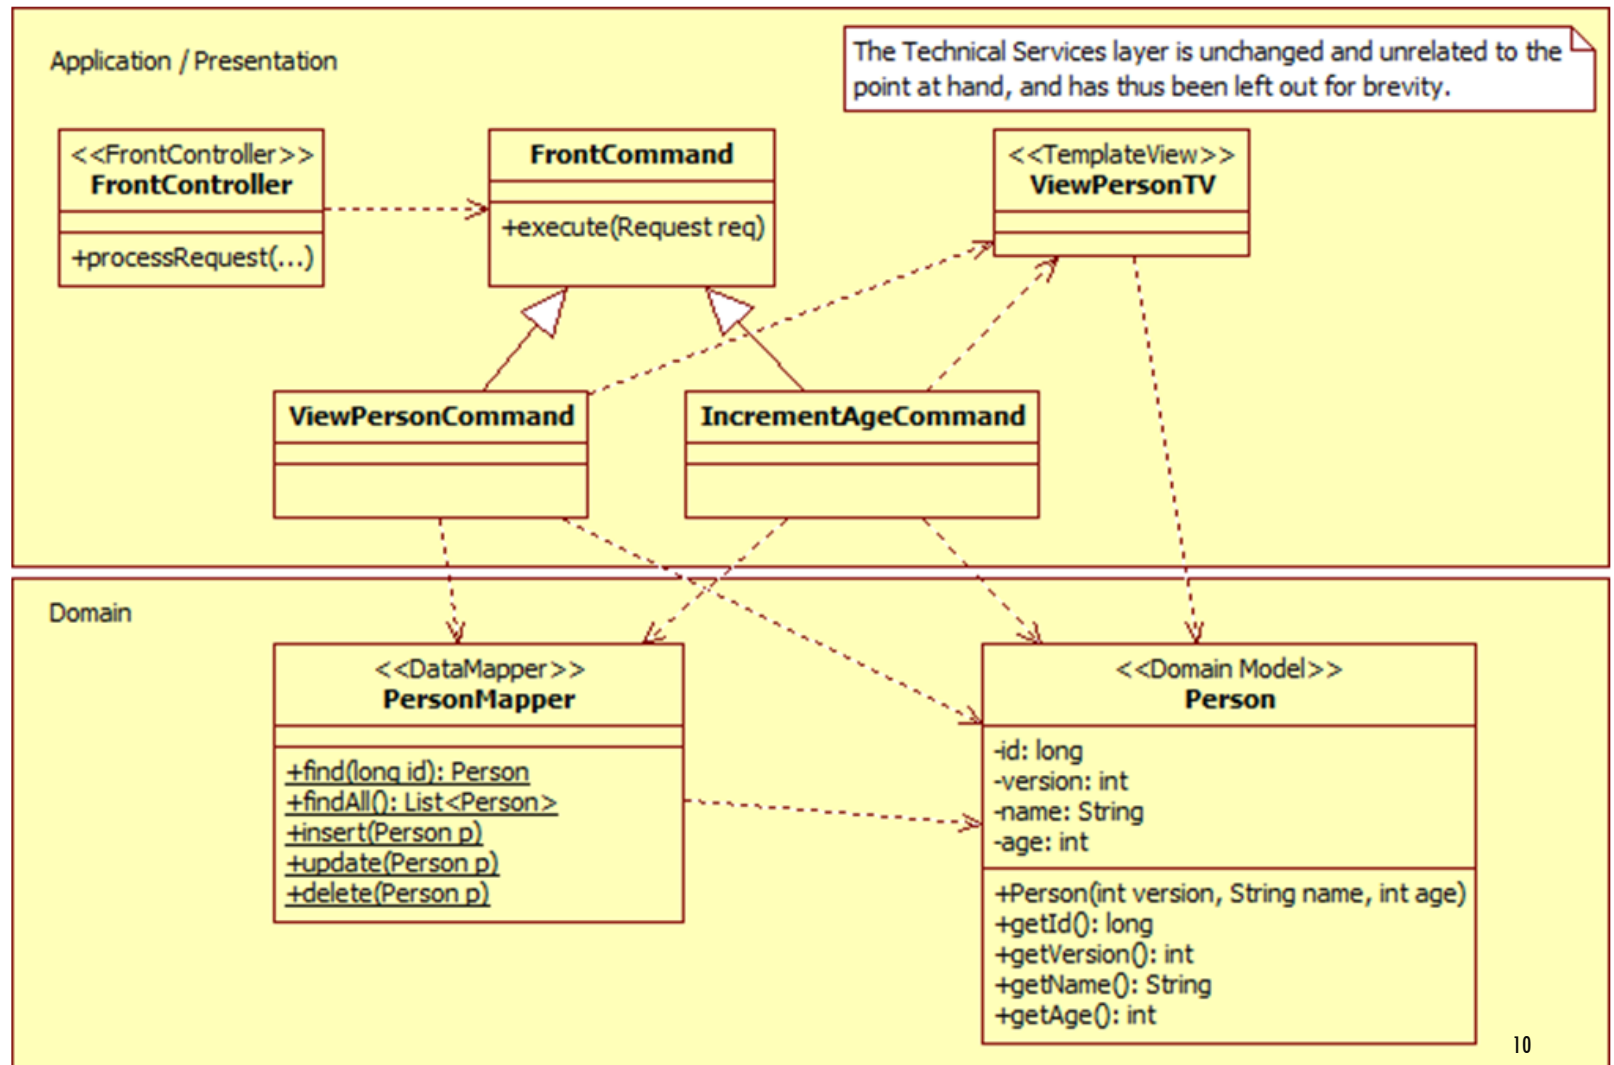 Application / Presentation
The Technical Services layer is unchanged and unrelated to the
point at hand, and has thus been left out for brevity.
<<FrontController>>
FrontController
+processRequest(...)
FrontCommand
+execute(Request req)
<<TemplateView>>
ViewPersonTV
ViewPersonCommand
IncrementAgeCommand
Domain
<<DataMapper>>
PersonMapper
+find(long id): Person
+findAll(): List<Person>
+insert(Person p)
+update(Person p)
+delete(Person p)
<<Domain Model>>
Person
-id: long
-version: int
-name: String
-age: int
+Person(int version, String name, int age)
+getId(): long
+getVersion(): int
+getName(): String
+getAge(): int
10